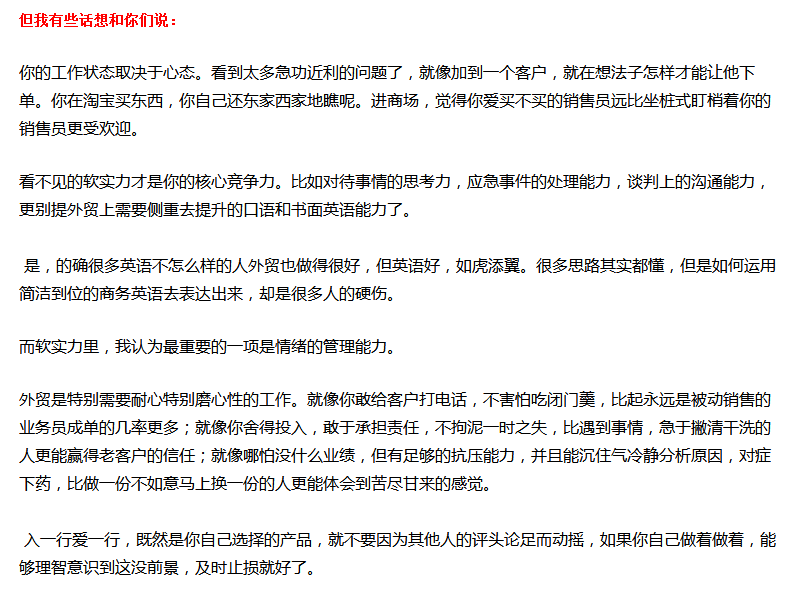 但我有些话想和你们说：
你的工作状态取决于心态。看到太多急功近利的问题了，就像加到一个客户，就在想法子怎样才能让他下
单。你在淘宝买东西，你自己还东家西家地瞧呢。进商场，觉得你爱买不买的销售员远比坐桩式盯梢着你的
销售员更受欢迎。
看不见的软实力才是你的核心竞争力。比如对待事情的思考力，应急事件的处理能力，谈判上的沟通能力，
更别提外贸上需要侧重去提升的口语和书面英语能力了。
是，的确很多英语不怎么样的人外贸也做得很好，但英语好，如虎添翼。很多思路其实都懂，但是如何运用
简洁到位的商务英语去表达出来，却是很多人的硬伤。
而软实力里，我认为最重要的一项是情绪的管理能力。
外贸是特别需要耐心特别磨心性的工作。就像你敢给客户打电话，不害怕吃闭门羹，比起永远是被动销售的
业务员成单的几率更多；就像你舍得投入，敢于承担责任，不拘泥一时之失，比遇到事情，急于撇清干洗的
人更能赢得老客户的信任；就像哪怕没什么业绩，但有足够的抗压能力，并且能沉住气冷静分析原因，对症
下药，比做一份不如意马上换一份的人更能体会到苦尽甘来的感觉。
入一行爱一行，既然是你自己选择的产品，就不要因为其他人的评头论足而动摇，如果你自己做着做着，能
够理智意识到这没前景，及时止损就好了。